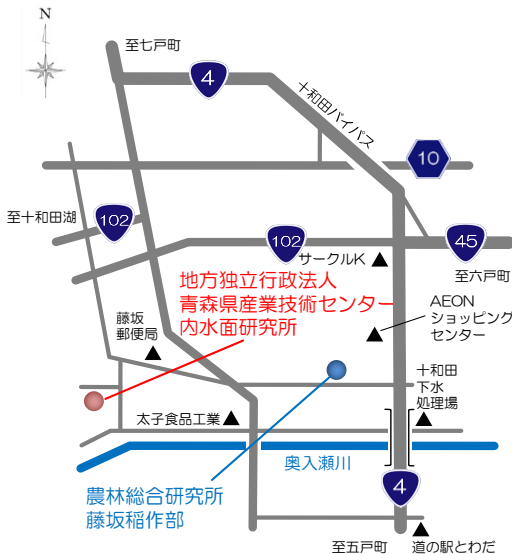 N
至七戸町
4
十和田バイパス
10
至十和田湖
102
102
45
サークルK
至六戸町
地方独立行政法人
青森県産業技術センター
内水面研究所
AEON
ショッピング
センター
藤坂
郵便局
十和田
下水
処理場
太子食品工業
奥入瀬川
農林総合研究所
藤坂稲作部
4
至五戸町
道の駅とわだ